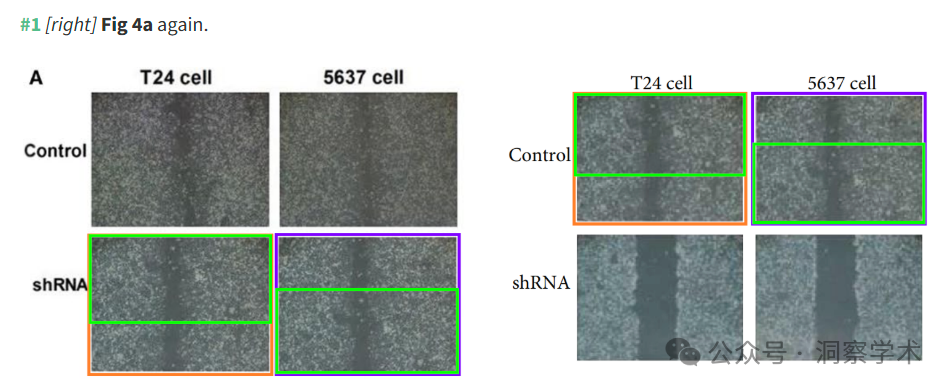 #1 [right] Fig 4a again.
A T24 cell 5637 cell
Control
shRNA
T24 cell 5637 cell
Control
shRNA
公众号 · 洞察学术